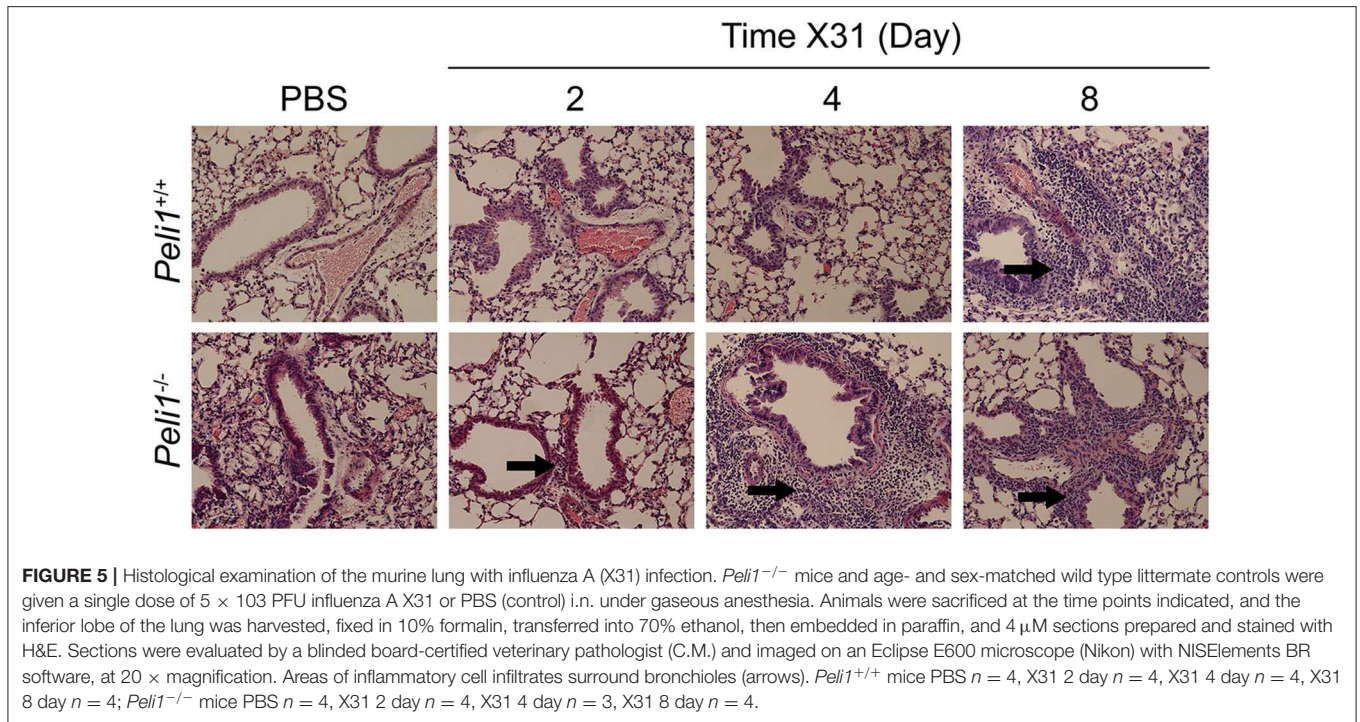 Time X31 (Day)
PBS 2 4 8
Peli1+/+
Peli1-/-
FIGURE 5 | Histological examination of the murine lung with influenza A (X31) infection. Peli1−/− mice and age- and sex-matched wild type littermate controls were
given a single dose of 5 × 103 PFU influenza A X31 or PBS (control) i.n. under gaseous anesthesia. Animals were sacrificed at the time points indicated, and the
inferior lobe of the lung was harvested, fixed in 10% formalin, transferred into 70% ethanol, then embedded in paraffin, and 4 μM sections prepared and stained with
H&E. Sections were evaluated by a blinded board-certified veterinary pathologist (C.M.) and imaged on an Eclipse E600 microscope (Nikon) with NISElements BR
software, at 20 × magnification. Areas of inflammatory cell infiltrates surround bronchioles (arrows). Peli1+/+ mice PBS n = 4, X31 2 day n = 4, X31 4 day n = 4, X31
8 day n = 4; Peli1−/− mice PBS n = 4, X31 2 day n = 4, X31 4 day n = 3, X31 8 day n = 4.